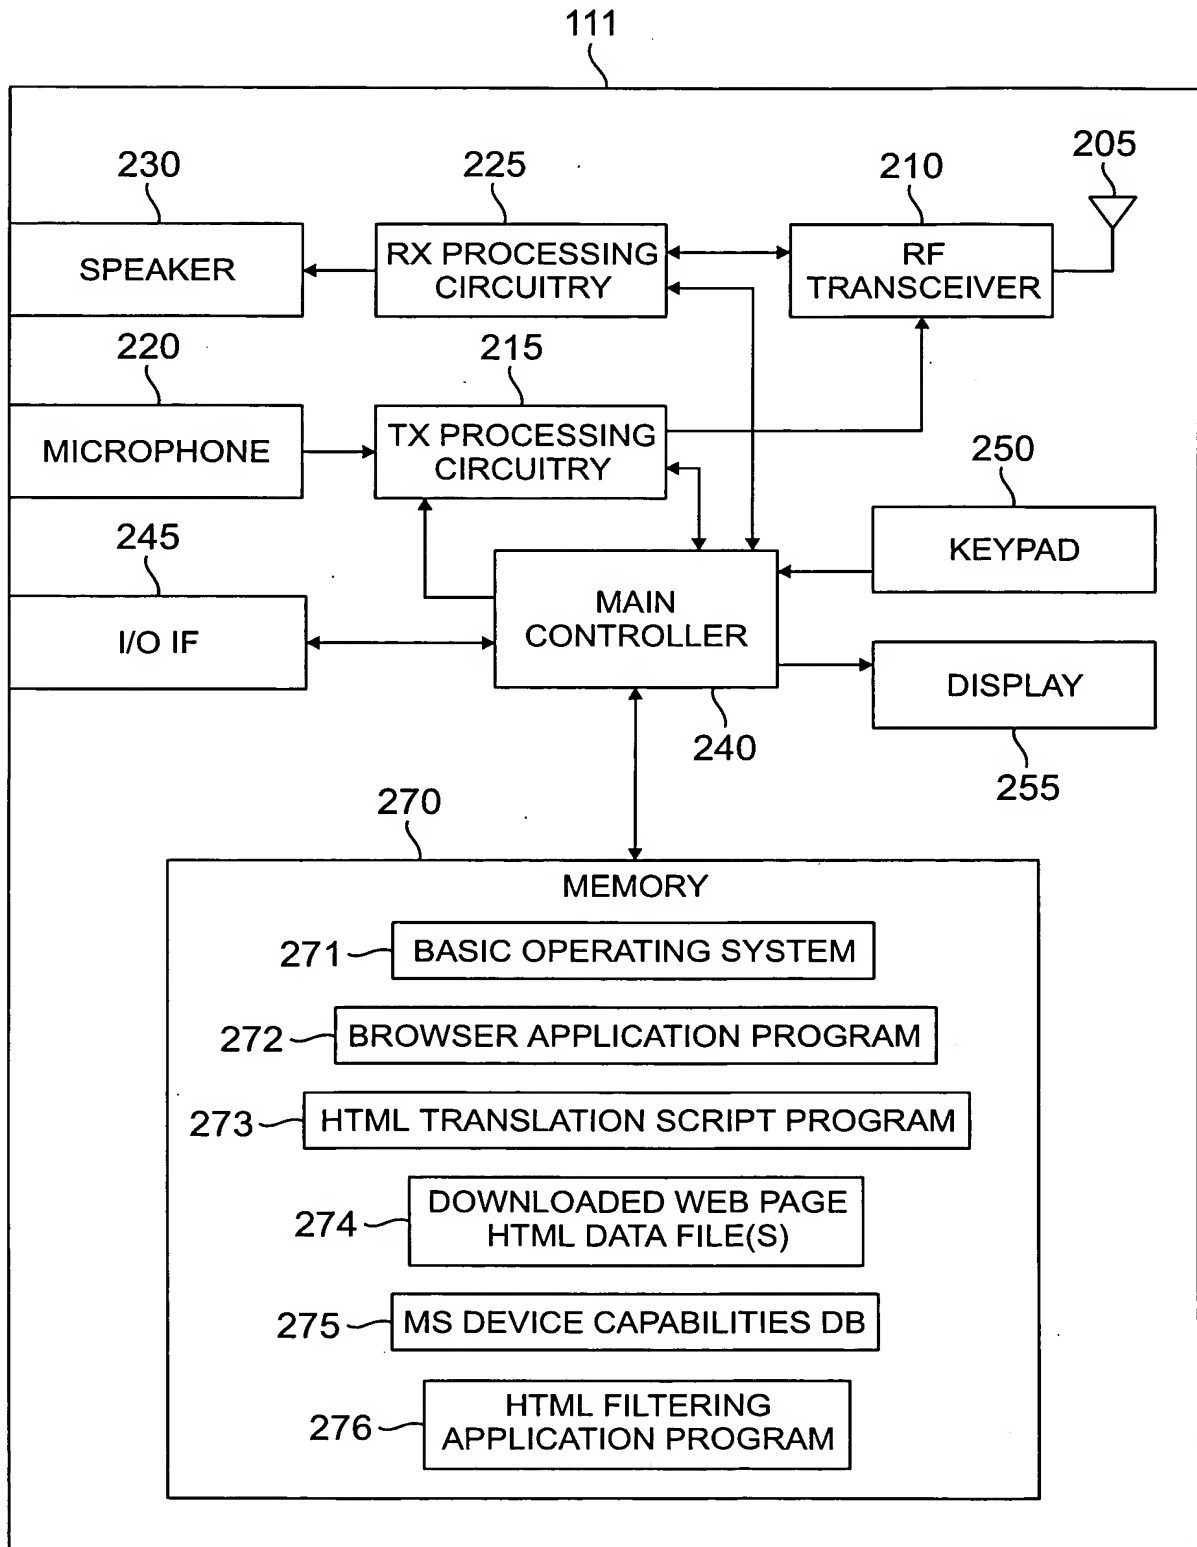 111
230
225
210
205
SPEAKER
RX PROCESSING
CIRCUITRY
RF
TRANSCEIVER
220
215
MICROPHONE
TX PROCESSING
CIRCUITRY
250
KEYPAD
245
I/O IF
MAIN
CONTROLLER
DISPLAY
240
255
270
MEMORY
271
BASIC OPERATING SYSTEM
272
BROWSER APPLICATION PROGRAM
273
HTML TRANSLATION SCRIPT PROGRAM
274
DOWNLOADED WEB PAGE
HTML DATA FILE(S)
275
MS DEVICE CAPABILITIES DB
276
HTML FILTERING
APPLICATION PROGRAM